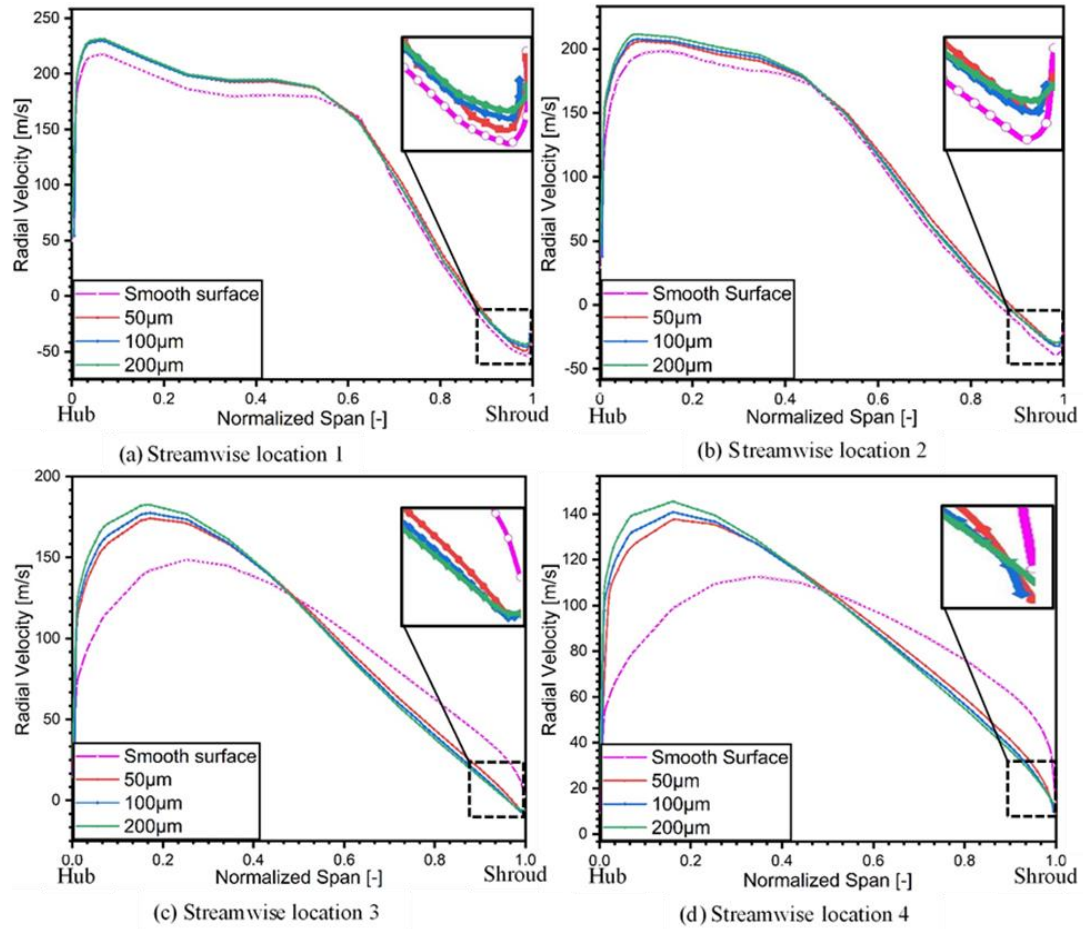 250
200
150
100
50
0
-50
Radial Velocity [m/s]
Smooth surface
50µm
100µm
200µm
0 0.2 0.4 0.6 0.8 1
Hub Normalized Span [-] Shroud
(a) Streamwise location 1
200
150
100
50
0
-50
Radial Velocity [m/s]
Smooth Surface
50µm
100µm
200µm
0 0.2 0.4 0.6 0.8 1
Hub Normalized Span [-] Shroud
(b) Streamwise location 2
200
150
100
50
0
Radial Velocity [m/s]
Smooth surface
50µm
100µm
200µm
0.0 0.2 0.4 0.6 0.8 1.0
Hub Normalized Span [-] Shroud
(c) Streamwise location 3
140
120
100
80
60
40
20
0
Radial Velocity [m/s]
Smooth surface
50µm
100µm
200µm
0.0 0.2 0.4 0.6 0.8 1.0
Hub Normalized Span [-] Shroud
(d) Streamwise location 4